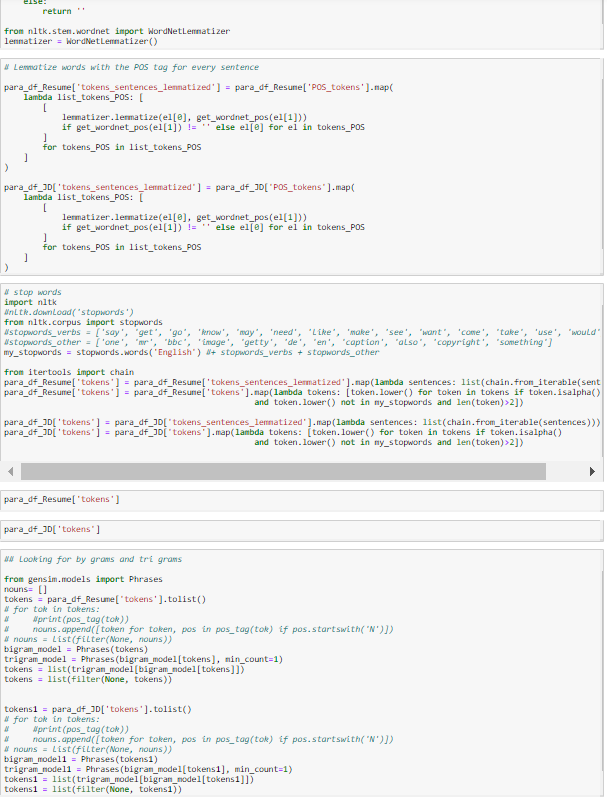 else:
return ''
from nltk.stem.wordnet import WordNetLemmatizer
lemmatizer = WordNetLemmatizer()
# Lemmatize words with the POS tag for every sentence
para_df_Resume['tokens_sentences_lemmatized'] = para_df_Resume['POS_tokens'].map(
lambda list_tokens_POS: [
[
lemmatizer.lemmatize(el[0], get_wordnet_pos(el[1]))
if get_wordnet_pos(el[1]) != '' else el[0] for el in tokens_POS
]
for tokens_POS in list_tokens_POS
]
)
para_df_JD['tokens_sentences_lemmatized'] = para_df_JD['POS_tokens'].map(
lambda list_tokens_POS: [
[
lemmatizer.lemmatize(el[0], get_wordnet_pos(el[1]))
if get_wordnet_pos(el[1]) != '' else el[0] for el in tokens_POS
]
for tokens_POS in list_tokens_POS
]
)
# stop words
import nltk
#nltk.download('stopwords')
from nltk.corpus import stopwords
#stopwords_verbs = ['say', 'get', 'go', 'know', 'may', 'need', 'like', 'make', 'see', 'want', 'come', 'take', 'use', 'would'
#stopwords_other = ['one', 'mr', 'bbc', 'image', 'getty', 'de', 'en', 'caption', 'also', 'copyright', 'something']
my_stopwords = stopwords.words('English') #+ stopwords_verbs + stopwords_other
from itertools import chain
para_df_Resume['tokens'] = para_df_Resume['tokens_sentences_lemmatized'].map(lambda sentences: list(chain.from_iterable(sent
para_df_Resume['tokens'] = para_df_Resume['tokens'].map(lambda tokens: [token.lower() for token in tokens if token.isalpha()
and token.lower() not in my_stopwords and len(token)>2])
para_df_JD['tokens'] = para_df_JD['tokens_sentences_lemmatized'].map(lambda sentences: list(chain.from_iterable(sentences)))
para_df_JD['tokens'] = para_df_JD['tokens'].map(lambda tokens: [token.lower() for token in tokens if token.isalpha()
and token.lower() not in my_stopwords and len(token)>2])
para_df_Resume['tokens']
para_df_JD['tokens']
## Looking for by grams and tri grams
from gensim.models import Phrases
nouns= []
tokens = para_df_Resume['tokens'].tolist()
# for tok in tokens:
#     #print(pos_tag(tok))
#     nouns.append([token for token, pos in pos_tag(tok) if pos.startswith('N')])
# nouns = list(filter(None, nouns))
bigram_model = Phrases(tokens)
trigram_model = Phrases(bigram_model[tokens], min_count=1)
tokens = list(trigram_model[bigram_model[tokens]])
tokens = list(filter(None, tokens))
tokens1 = para_df_JD['tokens'].tolist()
# for tok in tokens:
#     #print(pos_tag(tok))
#     nouns.append([token for token, pos in pos_tag(tok) if pos.startswith('N')])
# nouns = list(filter(None, nouns))
bigram_model1 = Phrases(tokens1)
trigram_model1 = Phrases(bigram_model[tokens1], min_count=1)
tokens1 = list(trigram_model[bigram_model[tokens1]])
tokens1 = list(filter(None, tokens1))